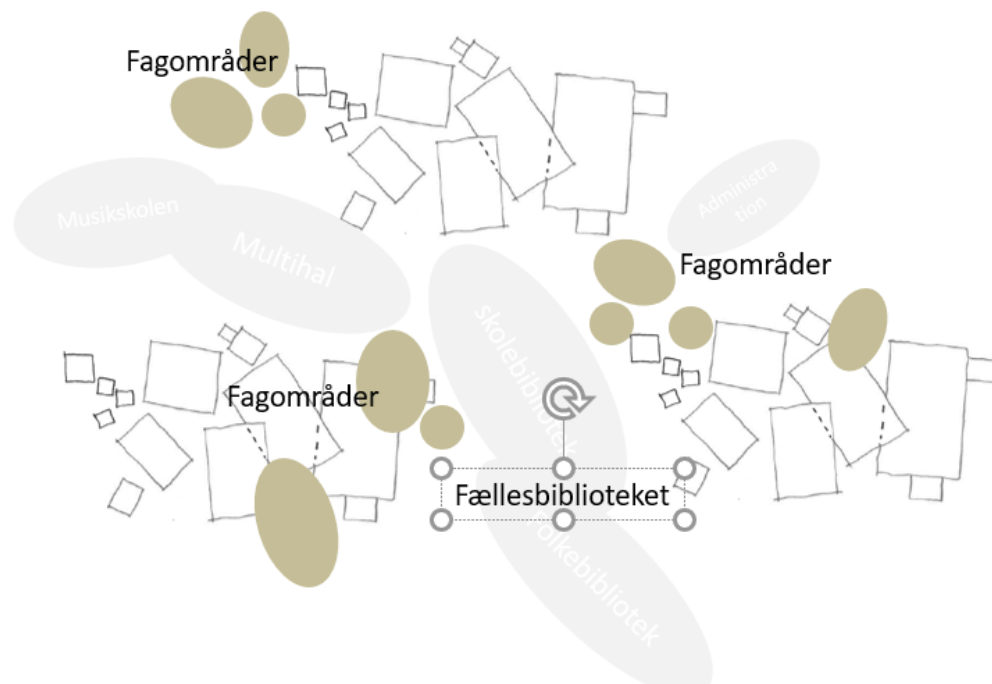 Fagområder
Musikskolen
Multihal
Administra
tion
Fagområder
skolebibliotek
Fagområder
Fællesbiblioteket
Folkebibliotek